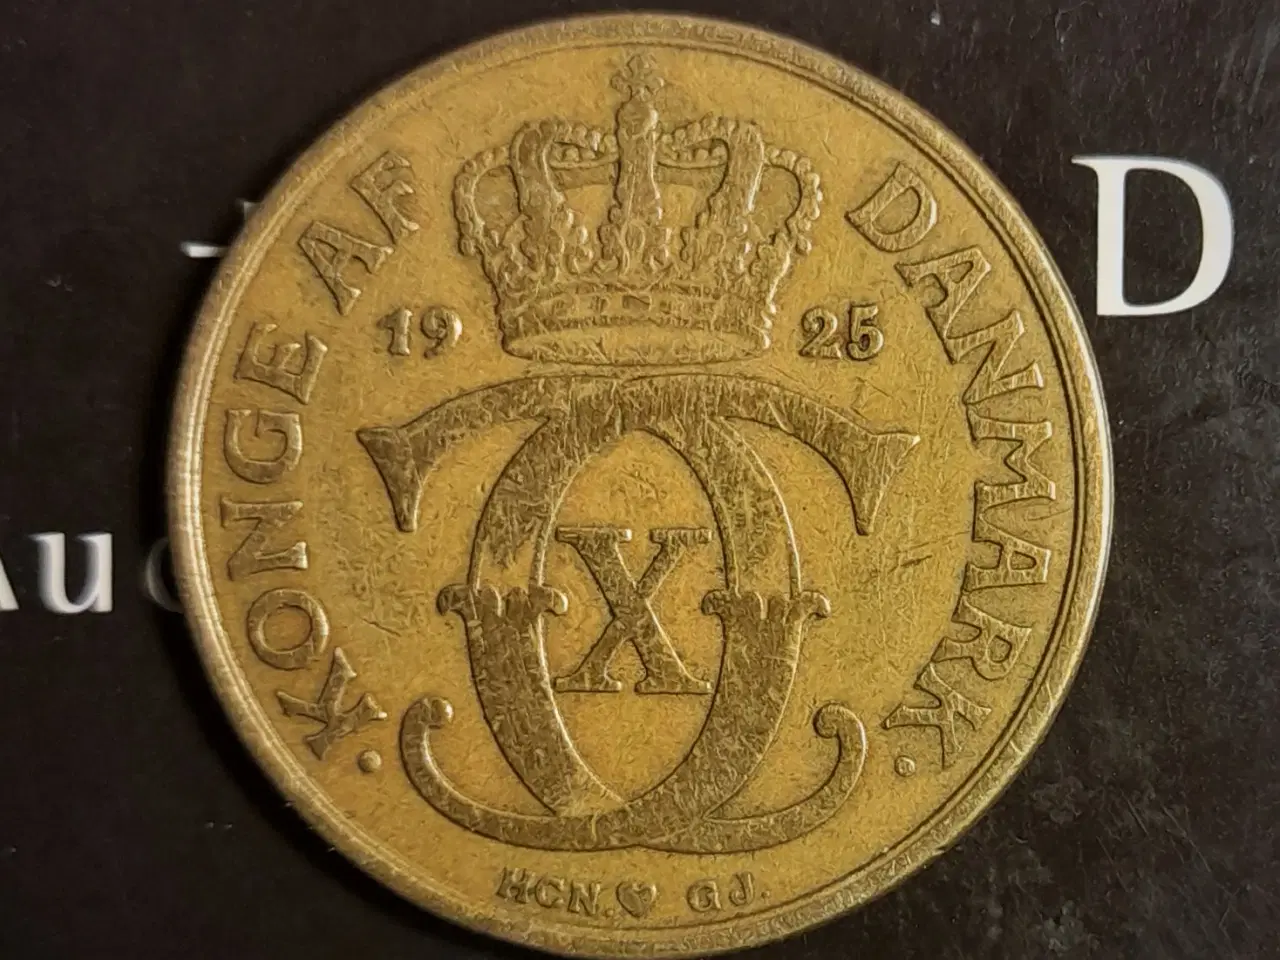 KONGE AF DANMARK
19 25
X
HCN. ♥ GJ.
D
Au